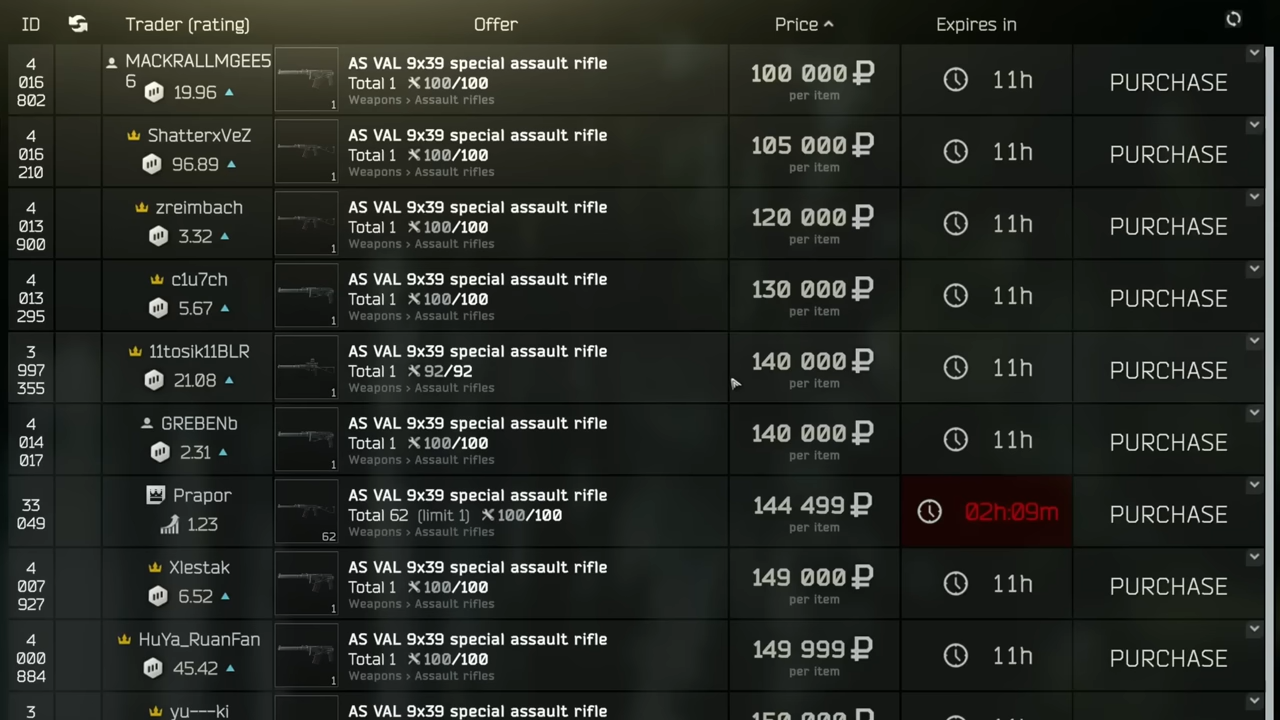 ID Trader (rating) Offer Price Expires in
4 016 802
MACKRALLMGEE5
6
19.96
1
AS VAL 9x39 special assault rifle
Total 1 100/100
Weapons > Assault rifles
100 000 ₽
per item
11h
PURCHASE
4 016 210
ShatterxVeZ
96.89
1
AS VAL 9x39 special assault rifle
Total 1 100/100
Weapons > Assault rifles
105 000 ₽
per item
11h
PURCHASE
4 013 900
zreimbach
3.32
1
AS VAL 9x39 special assault rifle
Total 1 100/100
Weapons > Assault rifles
120 000 ₽
per item
11h
PURCHASE
4 013 295
c1u7ch
5.67
1
AS VAL 9x39 special assault rifle
Total 1 100/100
Weapons > Assault rifles
130 000 ₽
per item
11h
PURCHASE
3 997 355
11tosik11BLR
21.08
1
AS VAL 9x39 special assault rifle
Total 1 92/92
Weapons > Assault rifles
140 000 ₽
per item
11h
PURCHASE
4 014 017
GREBENb
2.31
1
AS VAL 9x39 special assault rifle
Total 1 100/100
Weapons > Assault rifles
140 000 ₽
per item
11h
PURCHASE
33 049
Prapor
1.23
62
AS VAL 9x39 special assault rifle
Total 62 (limit 1) 100/100
Weapons > Assault rifles
144 499 ₽
per item
02h:09m
PURCHASE
4 007 927
Xlestak
6.52
1
AS VAL 9x39 special assault rifle
Total 1 100/100
Weapons > Assault rifles
149 000 ₽
per item
11h
PURCHASE
4 000 884
HuYa_RuanFan
45.42
1
AS VAL 9x39 special assault rifle
Total 1 100/100
Weapons > Assault rifles
149 999 ₽
per item
11h
PURCHASE
3
yu---ki
AS VAL 9x39 special assault rifle